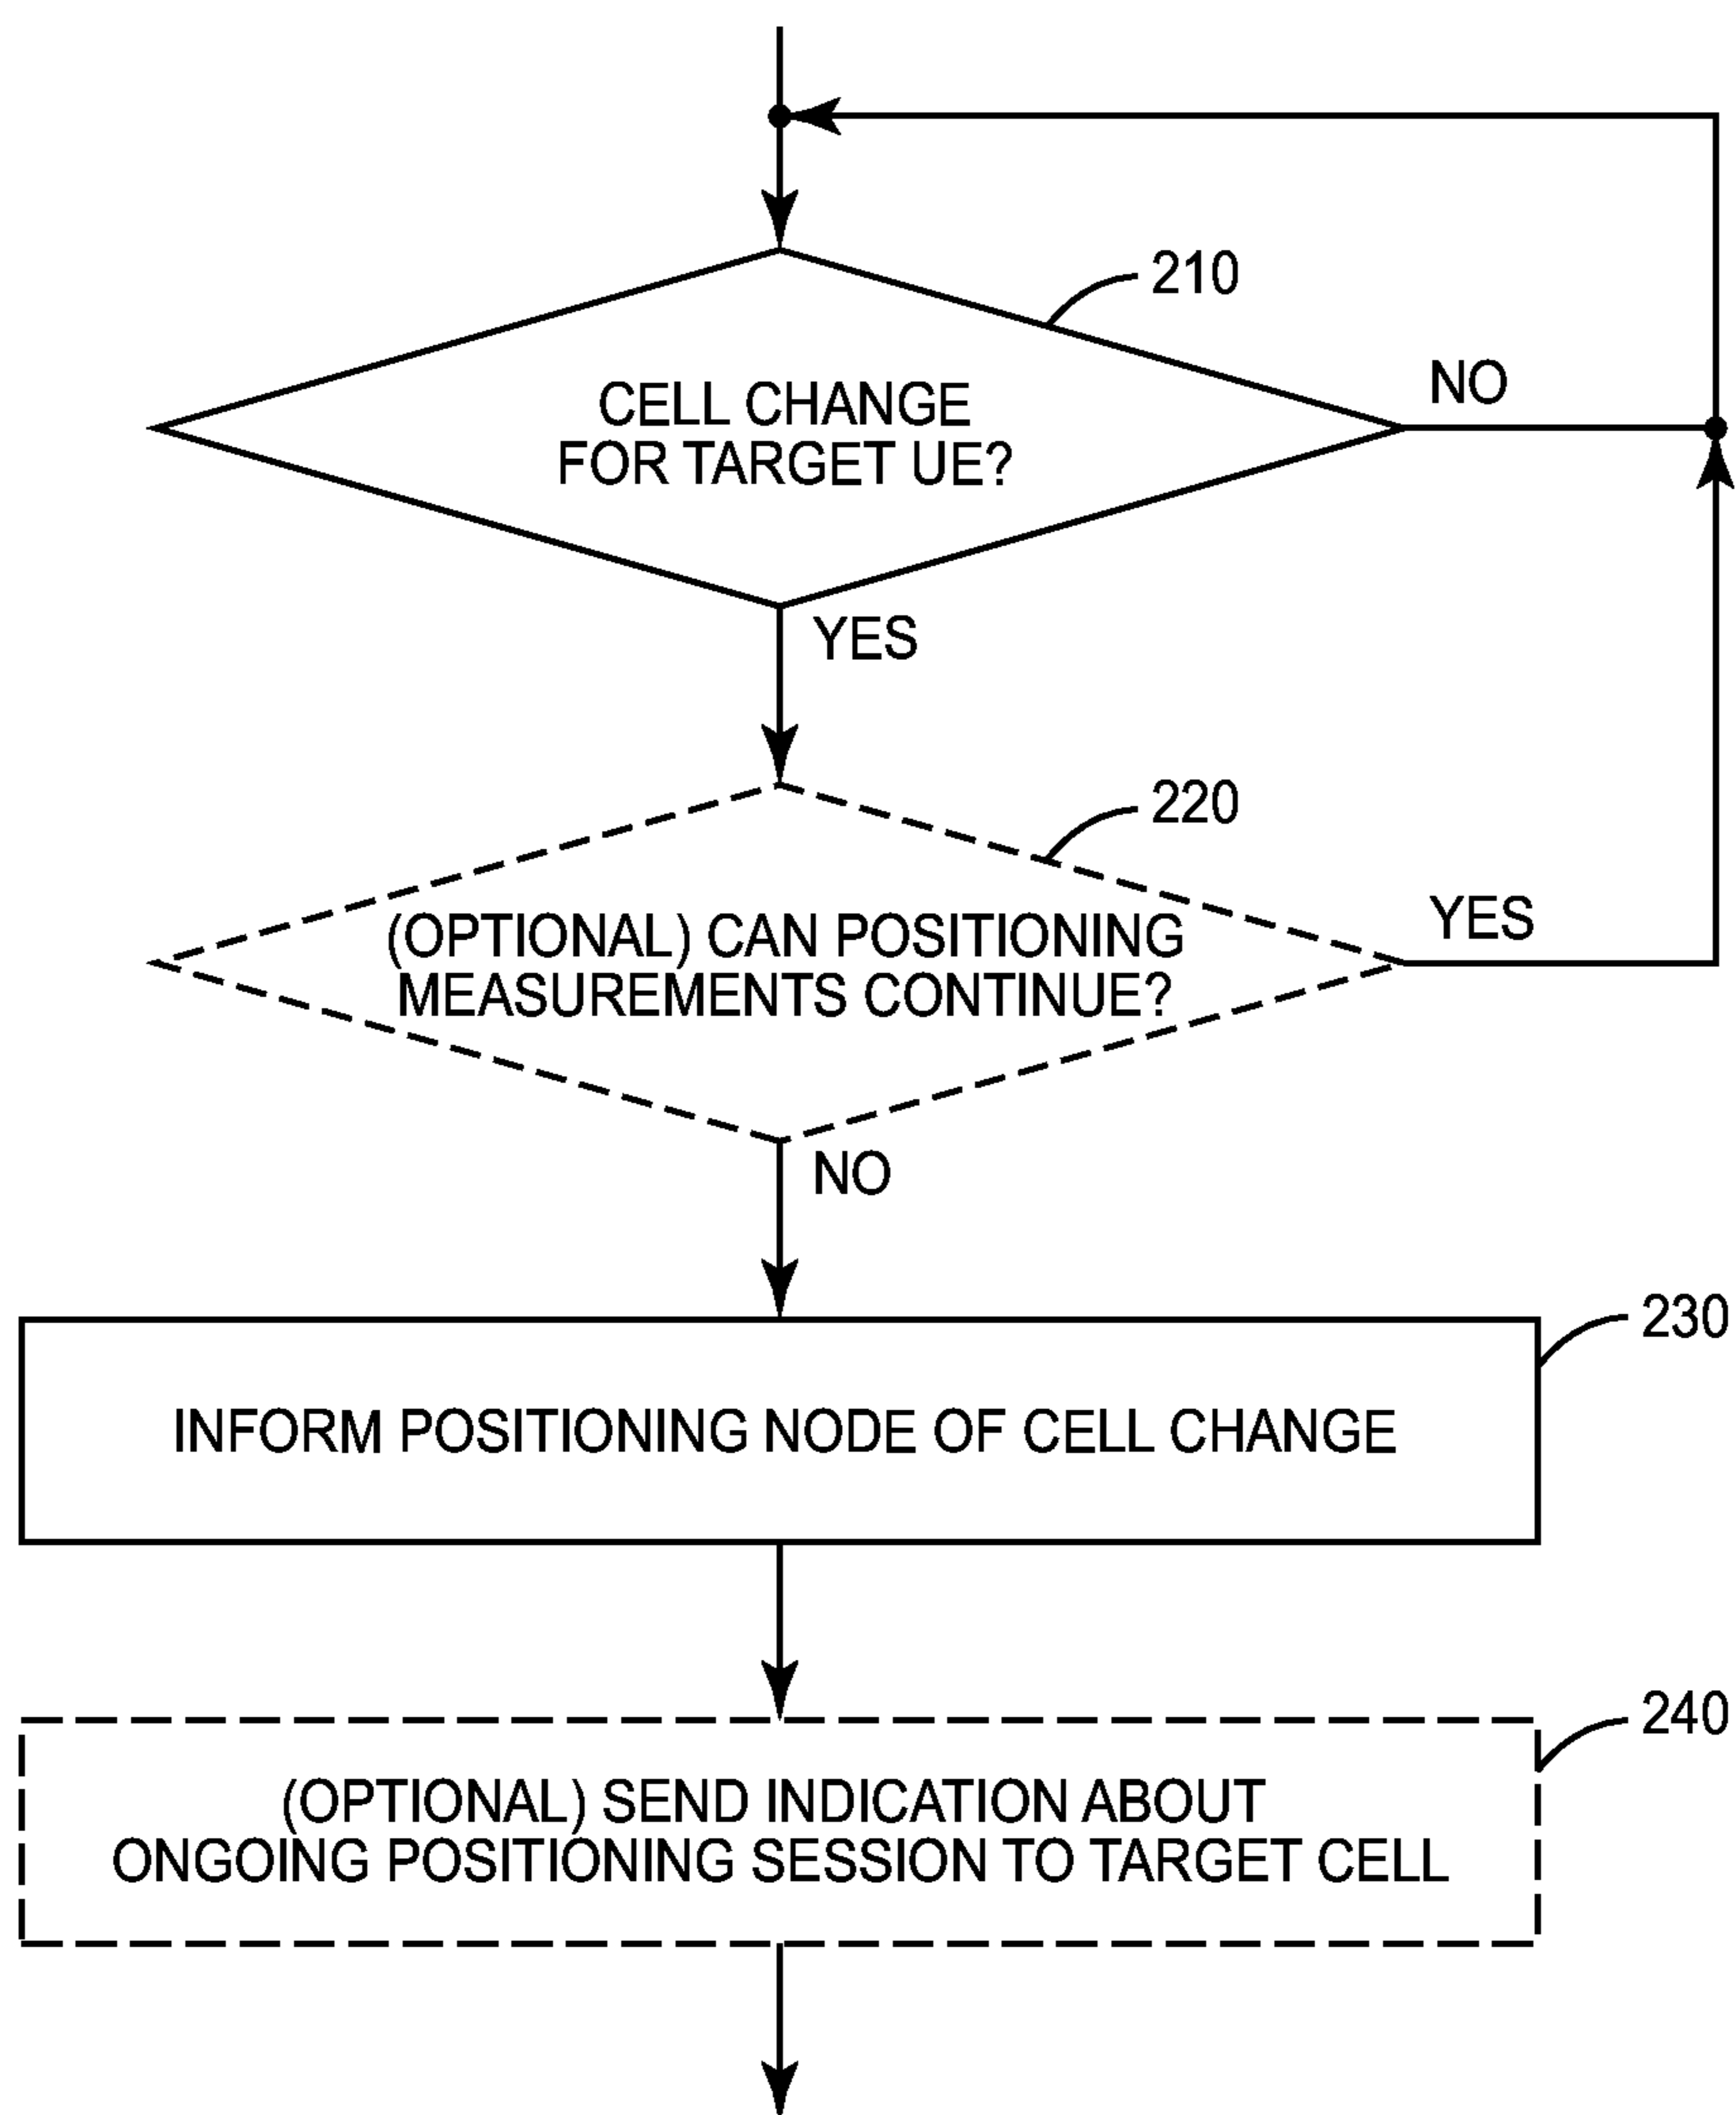 210
CELL CHANGE
FOR TARGET UE?
NO
YES
220
(OPTIONAL) CAN POSITIONING
MEASUREMENTS CONTINUE?
YES
NO
230
INFORM POSITIONING NODE OF CELL CHANGE
240
(OPTIONAL) SEND INDICATION ABOUT
ONGOING POSITIONING SESSION TO TARGET CELL